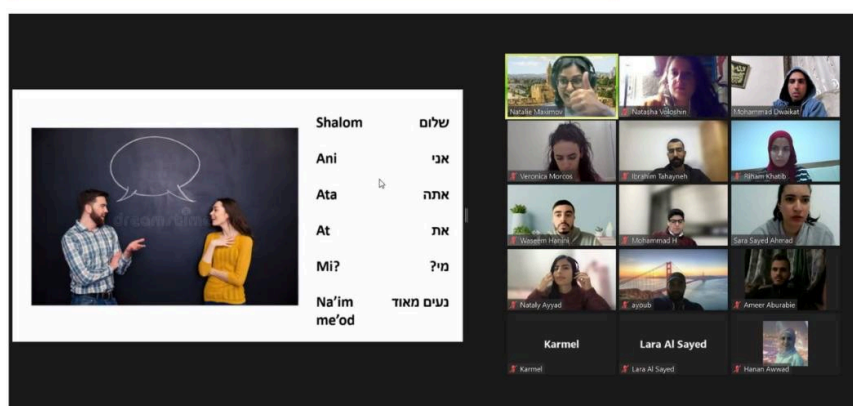 Shalom שלום
Ani אני
Ata אתה
At את
Mi? מי?
Na'im נעים מאוד
me'od
dreamstime
Natalie Maximov
Natasha Voloshin
Mohammad Dwaikat
Veronica Morcos
Ibrahim Tahayneh
Riham Khatib
Waseem Hanini
Mohammad H
Sara Sayed Ahmad
Nataly Ayyad
ayoub
Ameer Aburabie
Karmel
Karmel
Lara Al Sayed
Lara Al Sayed
Hanan Awwad